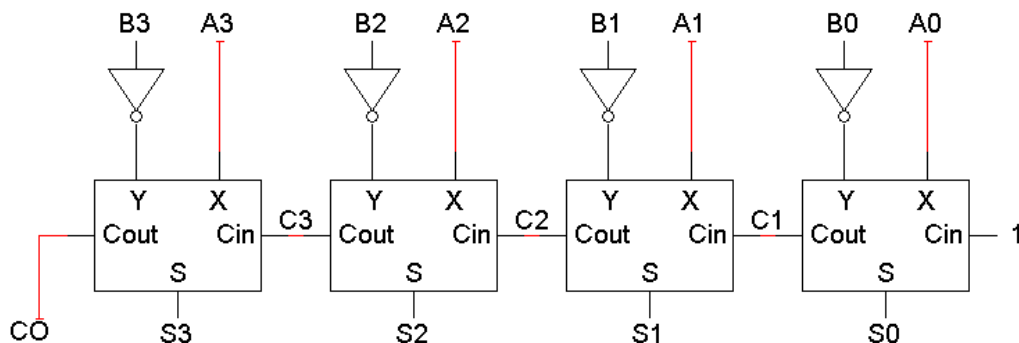 B3 A3 B2 A2 B1 A1 B0 A0
Y X Y X Y X Y X
Cout Cin C3 Cout Cin C2 Cout Cin C1 Cout Cin 1
S S S S
CO S3 S2 S1 S0